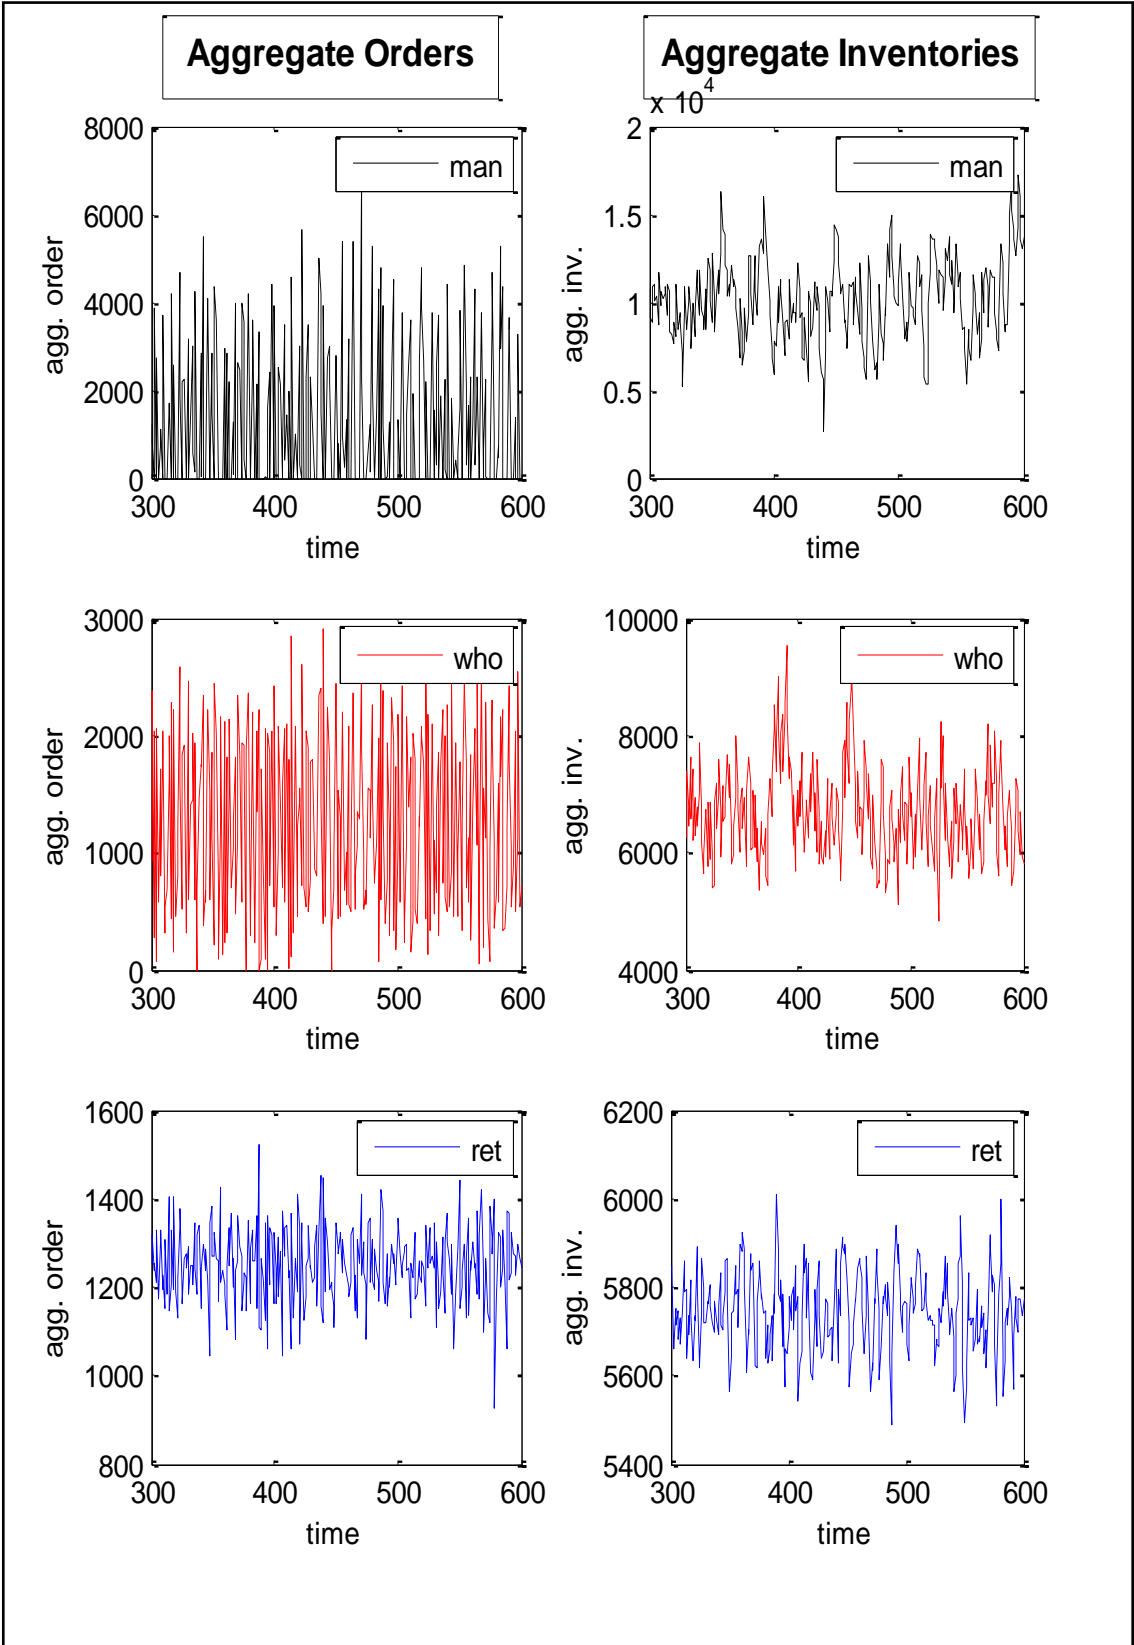 Aggregate Orders
Aggregate Inventories
x 10^4
8000
6000
4000
2000
0
300 400 500 600
agg. order
time
man
2
1.5
1
0.5
0
300 400 500 600
agg. inv.
time
man
3000
2000
1000
0
300 400 500 600
agg. order
time
who
10000
8000
6000
4000
300 400 500 600
agg. inv.
time
who
1600
1400
1200
1000
800
300 400 500 600
agg. order
time
ret
6200
6000
5800
5600
5400
300 400 500 600
agg. inv.
time
ret